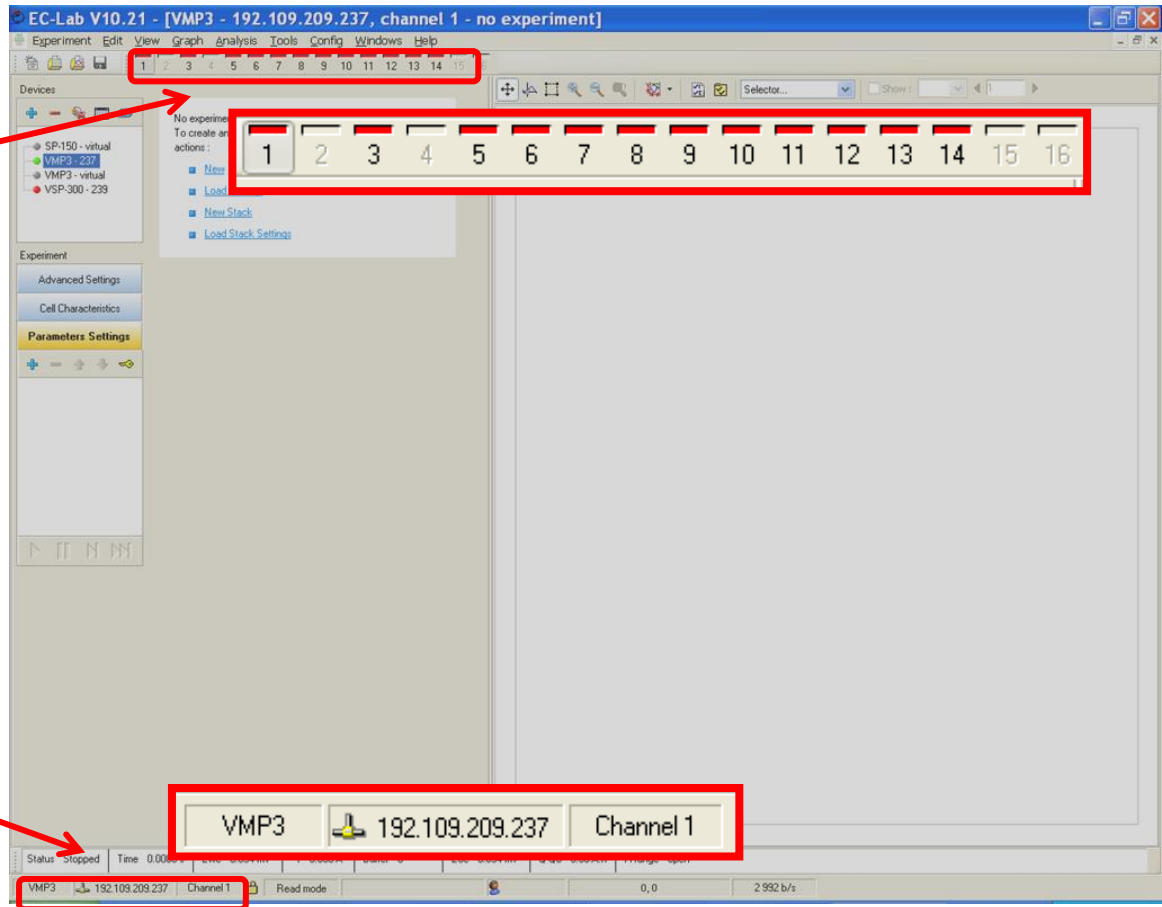 EC-Lab V10.21 - [VMP3 - 192.109.209.237, channel 1 - no experiment]
Experiment Edit View Graph Analysis Tools Config Windows Help
1 2 3 4 5 6 7 8 9 10 11 12 13 14 15
Devices
Selector...
Show :
1
No experime
To create an
actions :
New
Load
New Stack
Load Stack Settings
1 2 3 4 5 6 7 8 9 10 11 12 13 14 15 16
SP-150 - virtual
VMP3 - 237
VMP3 - virtual
VSP-300 - 239
Experiment
Advanced Settings
Cell Characteristics
Parameters Settings
VMP3 192.109.209.237 Channel 1
Status Stopped Time 0.000
VMP3 192.109.209.237 Channel 1 Read mode 0, 0 2 992 b/s